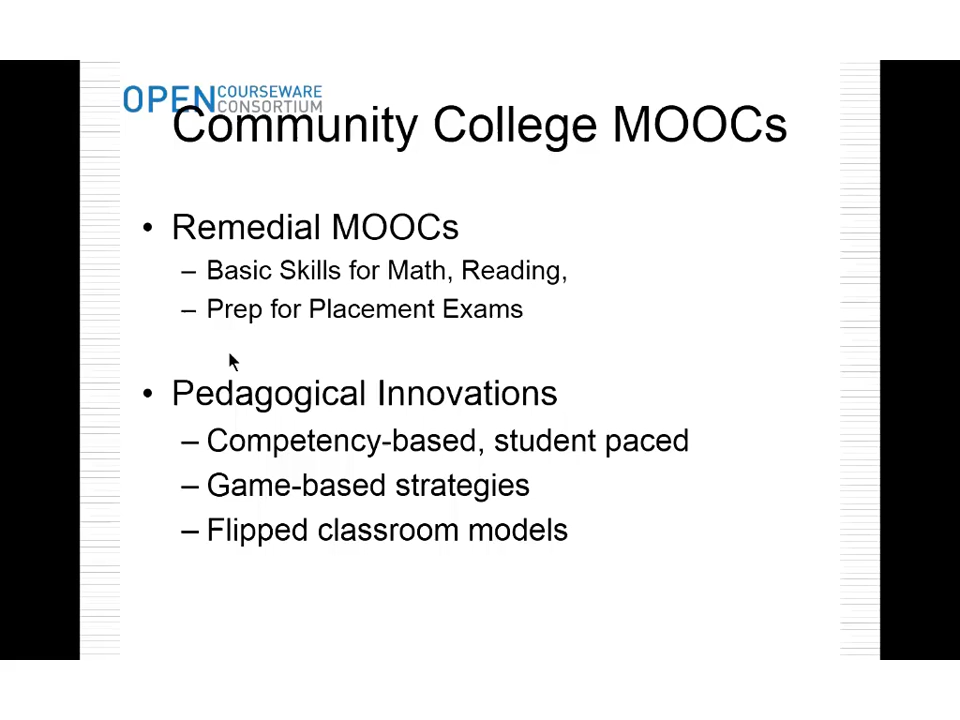 OPEN COURSEWARE CONSORTIUM
Community College MOOCs
• Remedial MOOCs
– Basic Skills for Math, Reading,
– Prep for Placement Exams
• Pedagogical Innovations
– Competency-based, student paced
– Game-based strategies
– Flipped classroom models